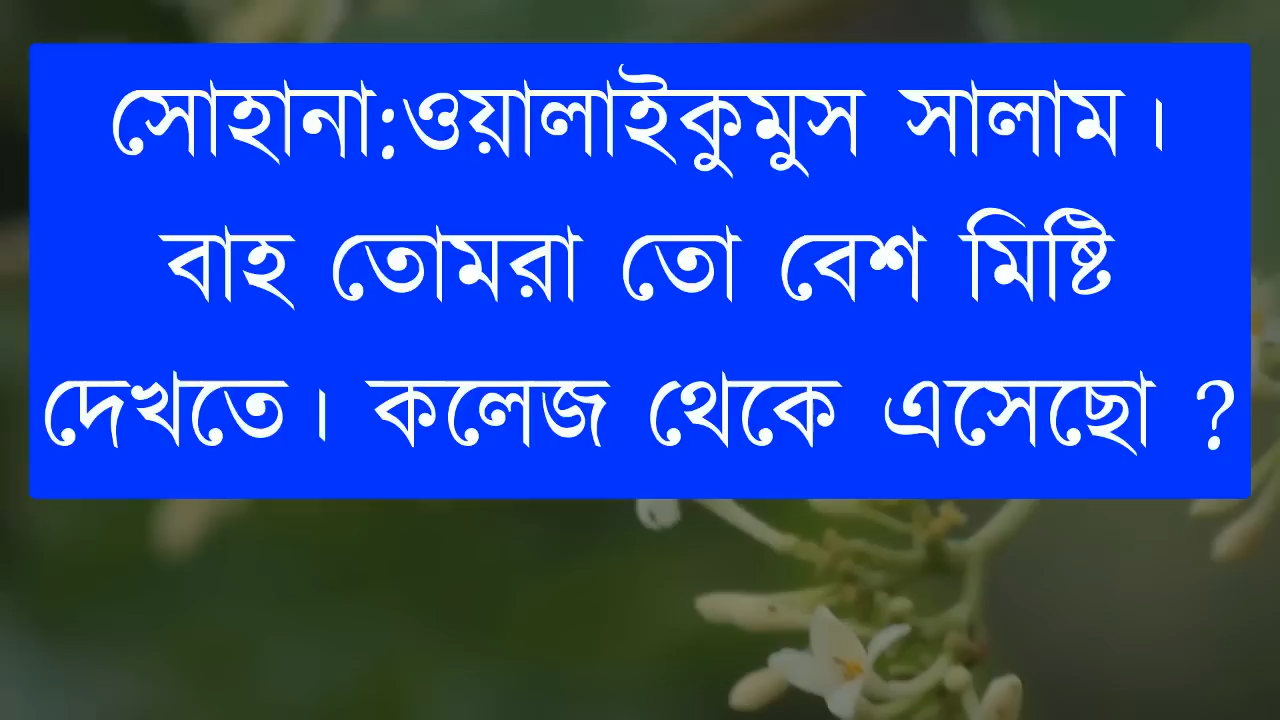 সোহানা:ওয়ালাইকুমুস সালাম।
বাহ তোমরা তো বেশ মিষ্টি
দেখতে। কলেজ থেকে এসেছো ?